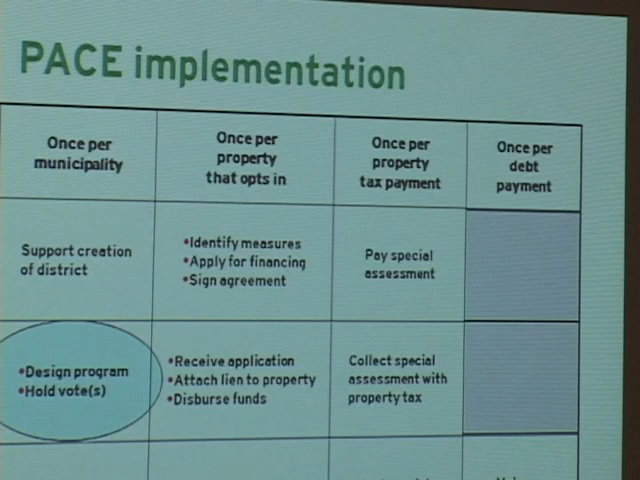 PACE implementation
Once per
municipality
Once per
property
that opts in
Once per
property
tax payment
Once per
debt
payment
Support creation
of district
•Identify measures
•Apply for financing
•Sign agreement
Pay special
assessment
•Design program
•Hold vote(s)
•Receive application
•Attach lien to property
•Disburse funds
Collect special
assessment with
property tax